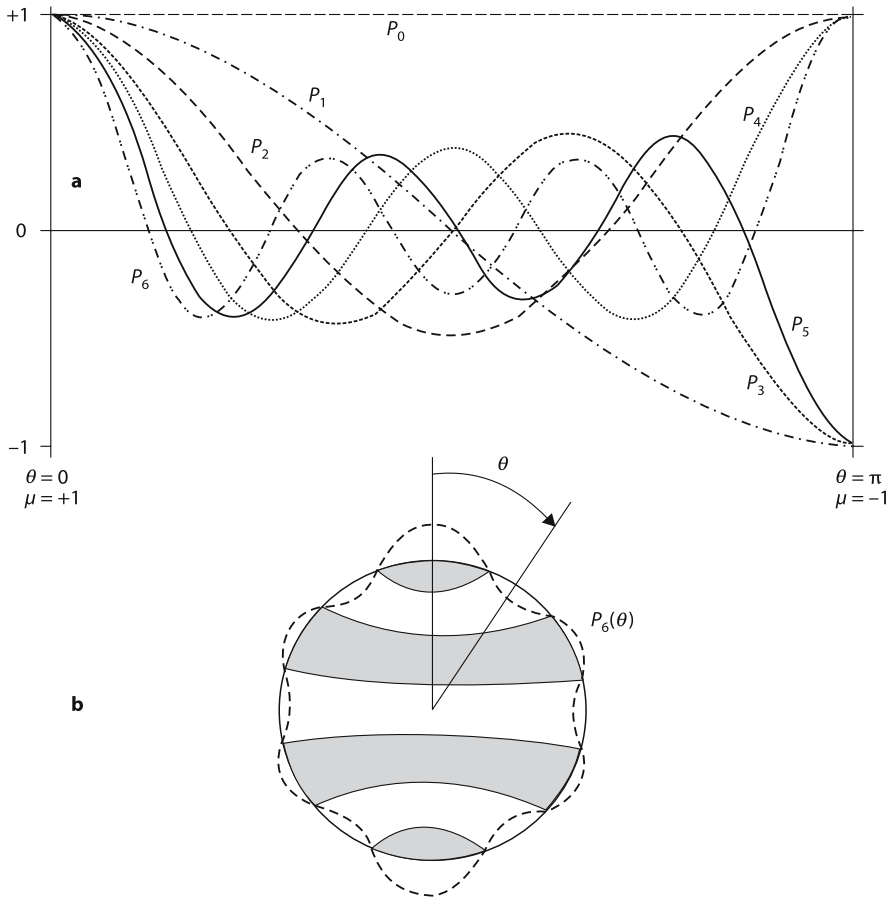 +1
P₀
P₁
P₂
P₄
a
0
P₆
P₅
P₃
–1
θ = 0
μ = +1
θ = π
μ = –1
θ
P₆(θ)
b